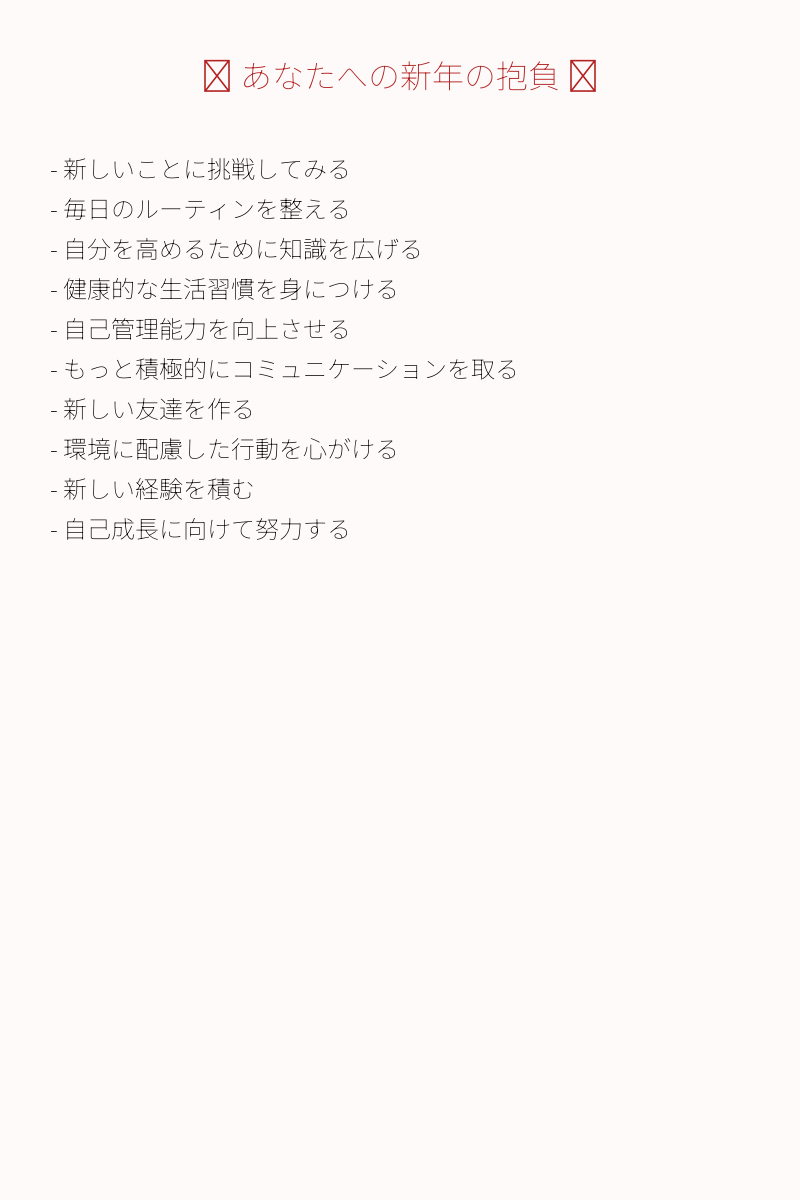 あなたへの新年の抱負
- 新しいことに挑戦してみる
- 毎日のルーティンを整える
- 自分を高めるために知識を広げる
- 健康的な生活習慣を身につける
- 自己管理能力を向上させる
- もっと積極的にコミュニケーションを取る
- 新しい友達を作る
- 環境に配慮した行動を心がける
- 新しい経験を積む
- 自己成長に向けて努力する